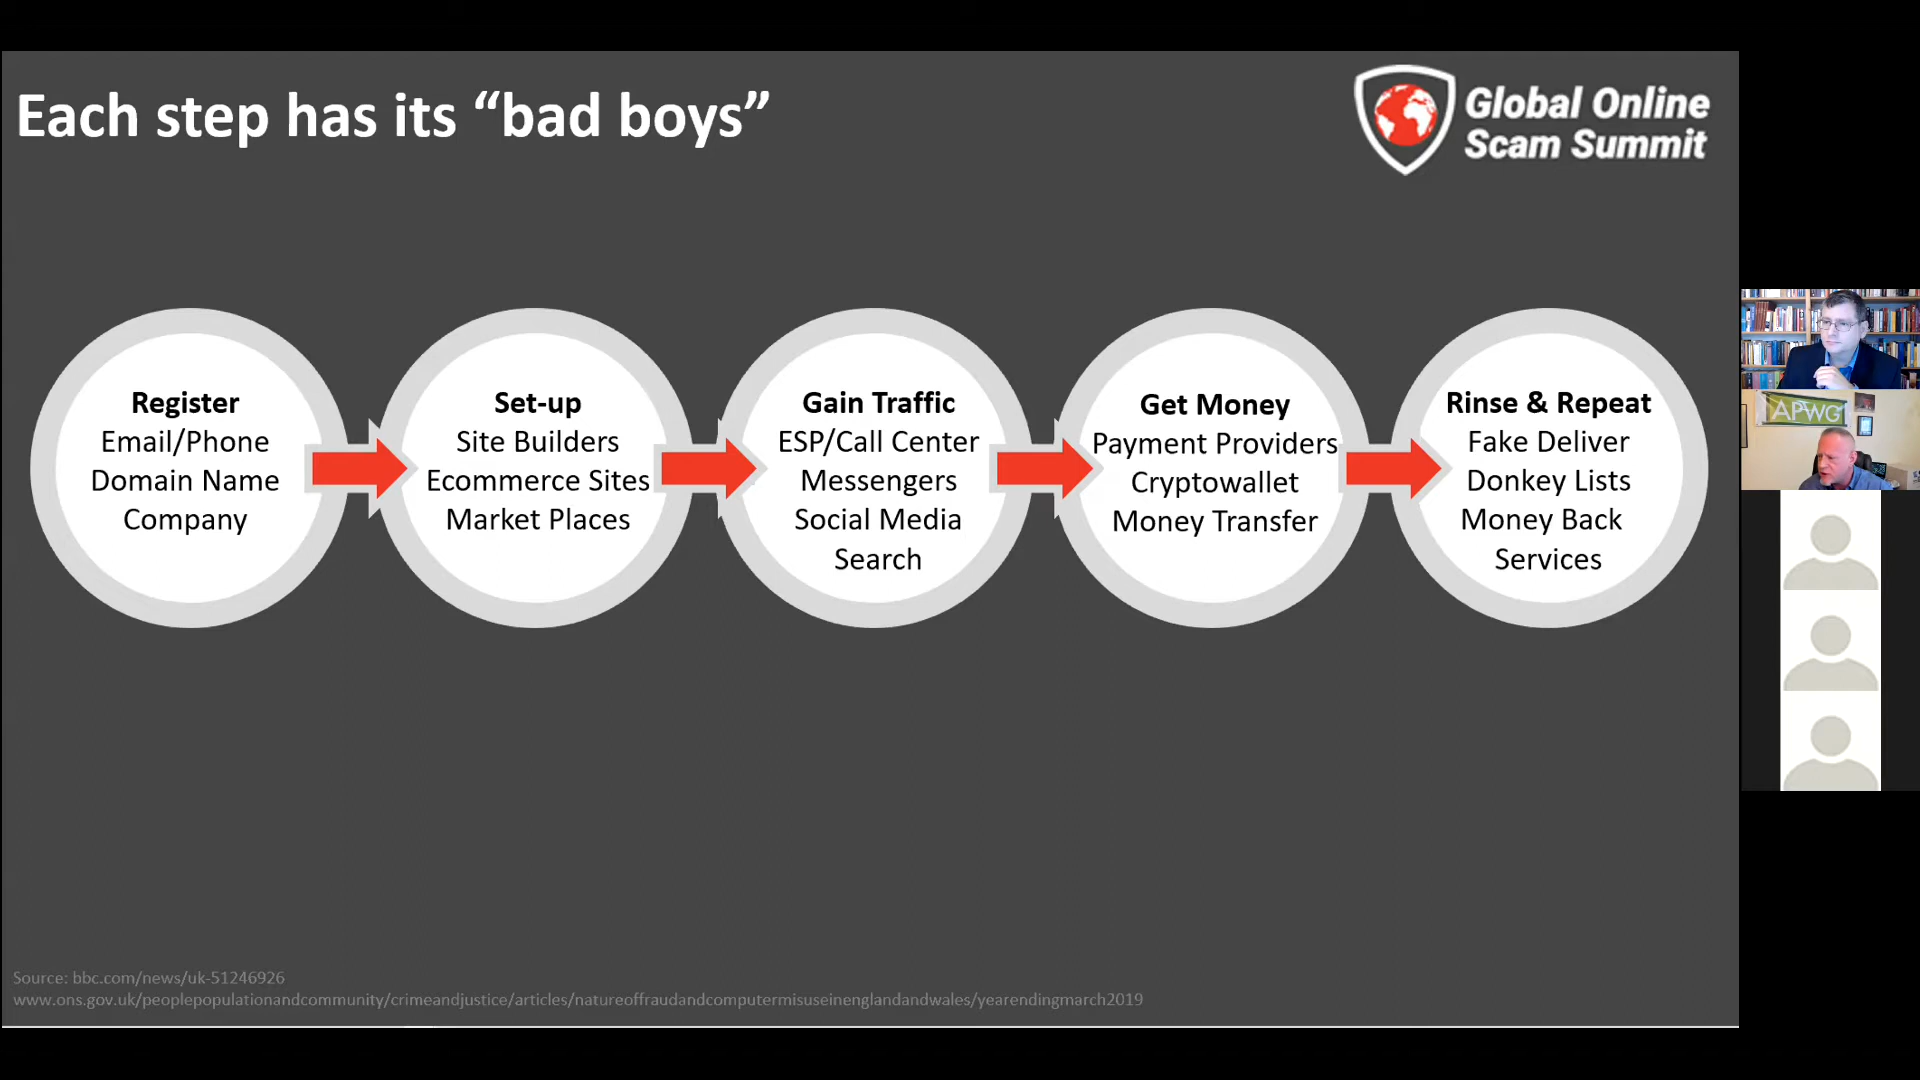 Each step has its “bad boys”
Global Online
Scam Summit
Register
Email/Phone
Domain Name
Company
Set-up
Site Builders
Ecommerce Sites
Market Places
Gain Traffic
ESP/Call Center
Messengers
Social Media
Search
Get Money
Payment Providers
Cryptowallet
Money Transfer
Rinse & Repeat
Fake Deliver
Donkey Lists
Money Back
Services
APWG
Source: bbc.com/news/uk-51246926
www.ons.gov.uk/peoplepopulationandcommunity/crimeandjustice/articles/natureoffraudandcomputermisuseinenglandandwales/yearendingmarch2019